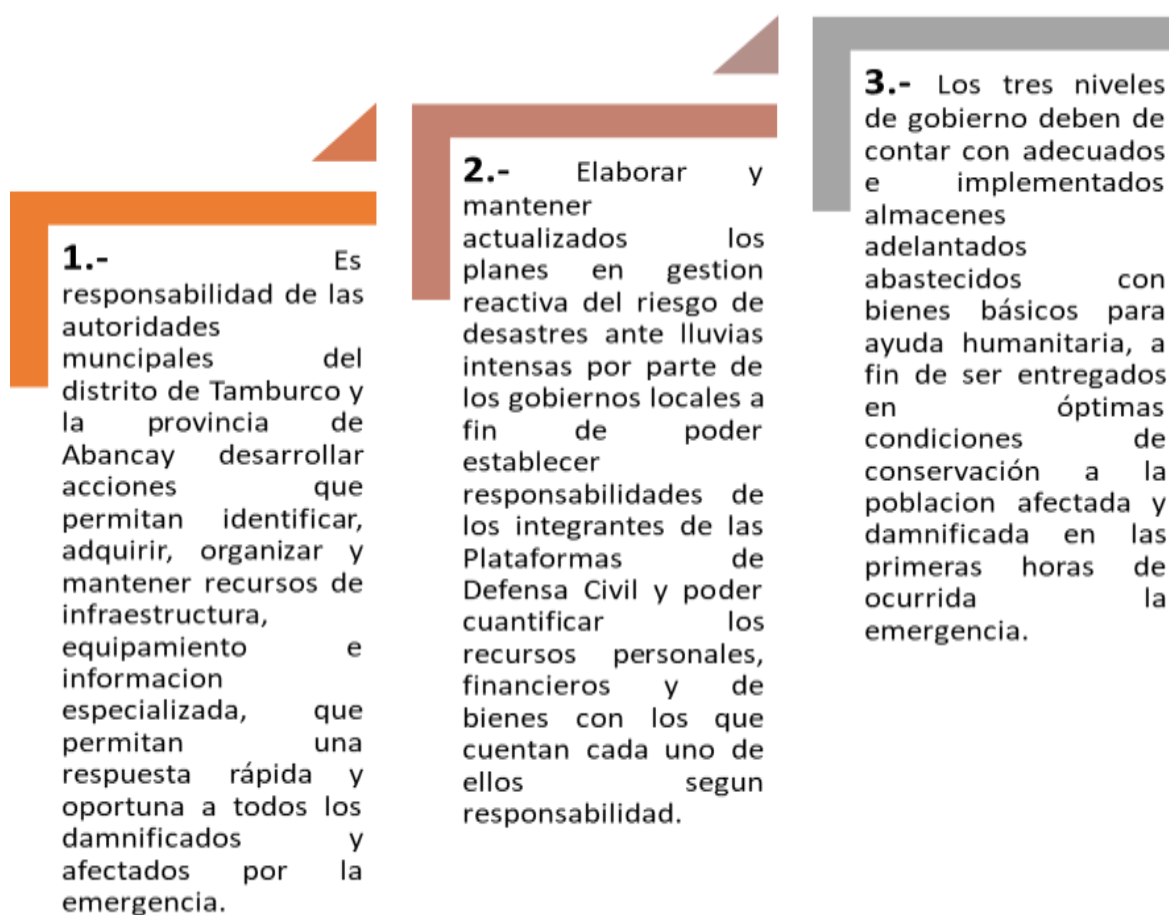 1.- Es
responsabilidad de las
autoridades
muncipales del
distrito de Tamburco y
la provincia de
Abancay desarrollar
acciones que
permitan identificar,
adquirir, organizar y
mantener recursos de
infraestructura,
equipamiento e
informacion
especializada, que
permitan una
respuesta rápida y
oportuna a todos los
damnificados y
afectados por la
emergencia.
2.- Elaborar y
mantener
actualizados los
planes en gestion
reactiva del riesgo de
desastres ante lluvias
intensas por parte de
los gobiernos locales a
fin de poder
establecer
responsabilidades de
los integrantes de las
Plataformas de
Defensa Civil y poder
cuantificar los
recursos personales,
financieros y de
bienes con los que
cuentan cada uno de
ellos segun
responsabilidad.
3.- Los tres niveles
de gobierno deben de
contar con adecuados
e implementados
almacenes
adelantados
abastecidos con
bienes básicos para
ayuda humanitaria, a
fin de ser entregados
en óptimas
condiciones de
conservación a la
poblacion afectada y
damnificada en las
primeras horas de
ocurrida la
emergencia.